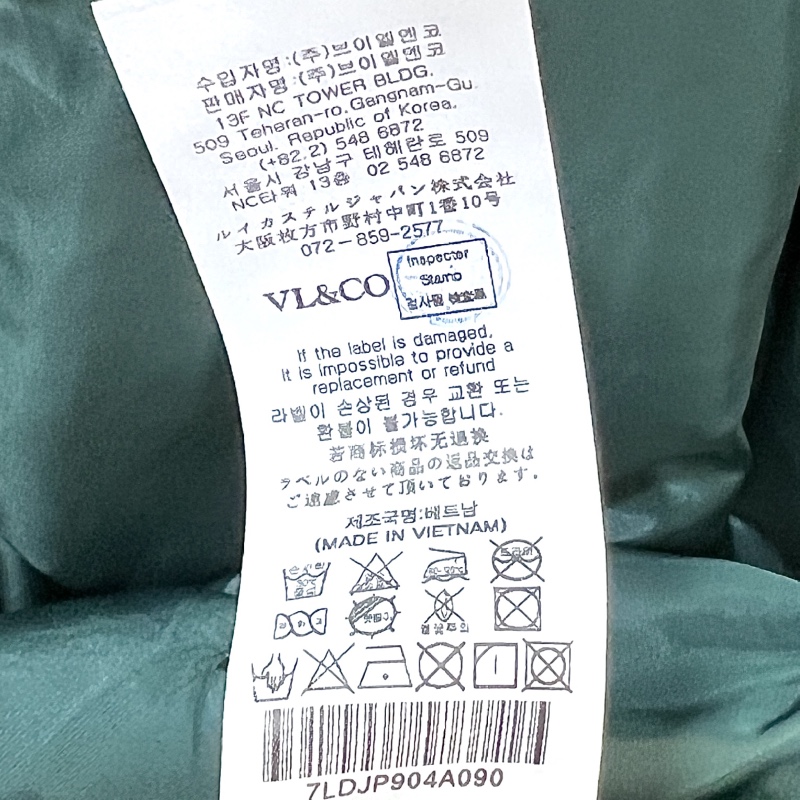 수입자명:(주)브이엘엔코
판매자명:(주)브이엘엔코
13F NC TOWER BLDG.
509 Teheran-ro. Gangnam-Gu
Seoul. Republic of Korea.
(+82.2) 548 6872
서울시 강남구 테헤란로 509
NC타워 13층 02 548 6872
ルイカステルジャパン株式会社
大阪枚方市野村中町1番10号
072-859-2577
VL&CO
Inspector
Stamp
If the label is damaged,
It is impossible to provide a
replacement or refund
라벨이 손상된 경우 교환 또는
환불이 불가능합니다.
若商标损坏无退换
ラベルのない商品の返品交換は
ご遠慮させて頂いております。
제조국명:베트남
(MADE IN VIETNAM)
7LDJP904A090